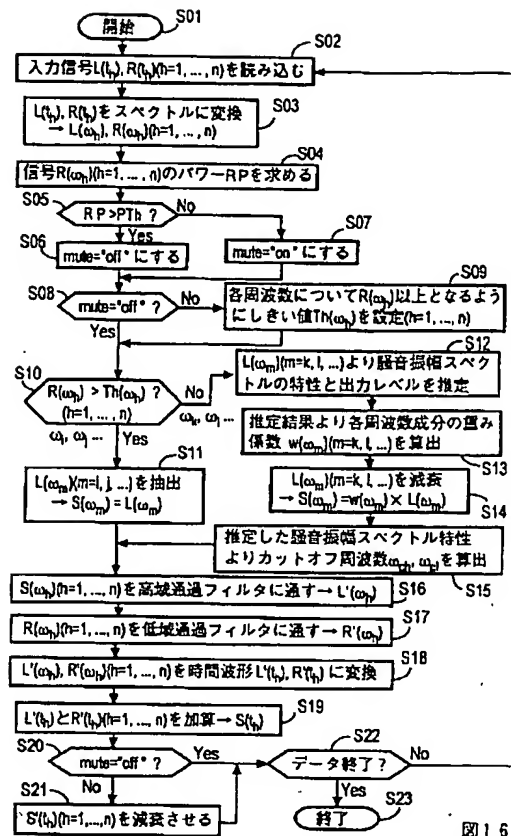 開始
S01
S02
入力信号L(tₕ), R(tₕ)(h=1, ..., n)を読み込む
S03
L(tₕ), R(tₕ)をスペクトルに変換
→ L(ωₕ), R(ωₕ)(h=1, ..., n)
S04
信号R(ωₕ)(h=1, ..., n)のパワーRPを求める
S05
RP>PTh ?
No
Yes
S06
mute="off" にする
S07
mute="on" にする
S08
mute="off" ?
No
Yes
S09
各周波数についてR(ωₕ)以上となるよう
にしきい値Th(ωₕ)を設定(h=1, ..., n)
S10
R(ωₕ) > Th(ωₕ) ?
(h=1, ..., n)
No
ωₖ, ωₗ ...
ωᵢ, ωⱼ ...
Yes
S12
L(ωₘ)(m=k, l, ...)より騒音振幅スペク
トルの特性と出力レベルを推定
推定結果より各周波数成分の重み
係数 w(ωₘ)(m=k, l, ...)を算出
S13
S11
L(ωₘ)(m=i, j, ...)を抽出
→ S(ωₘ) = L(ωₘ)
L(ωₘ)(m=k, l, ...)を減衰
→ S(ωₘ)=w(ωₘ) × L(ωₘ)
S14
推定した騒音振幅スペクトル特性
よりカットオフ周波数ω, ωを算出
S15
S(ωₕ)(h=1, ..., n)を高域通過フィルタに通す→ L'(ωₕ)
S16
R(ωₕ)(h=1, ..., n)を低域通過フィルタに通す→ R'(ωₕ)
S17
L'(ωₕ), R'(ωₕ)(h=1, ..., n)を時間波形L'(tₕ), R'(tₕ) に変換
S18
L'(tₕ)とR'(tₕ)(h=1, ..., n)を加算→ S(tₕ)
S19
S20
mute="off" ?
Yes
No
S22
データ終了 ?
No
Yes
S21
S'(tₕ)(h=1,...,n)を減衰させる
終了
S23
図16